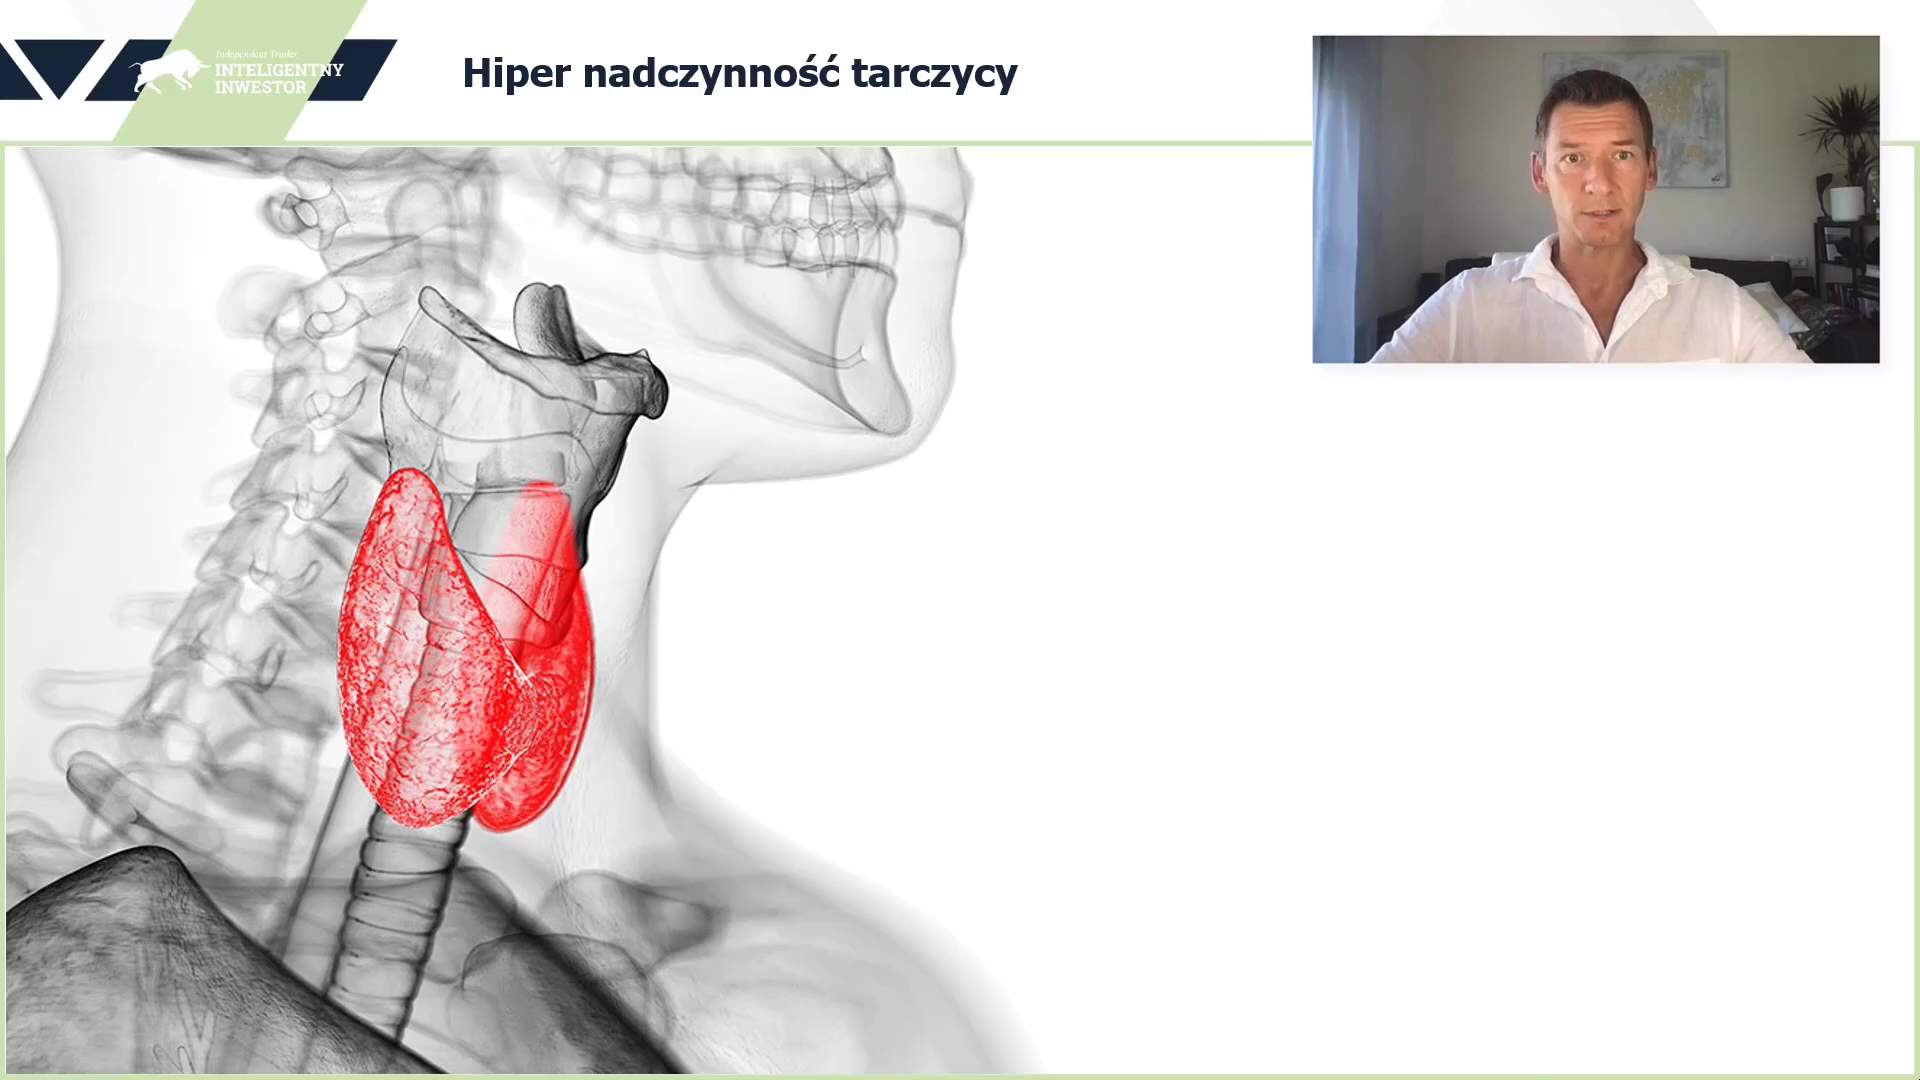 Independent Trader
INTELIGENTNY
INWESTOR
Hiper nadczynność tarczycy